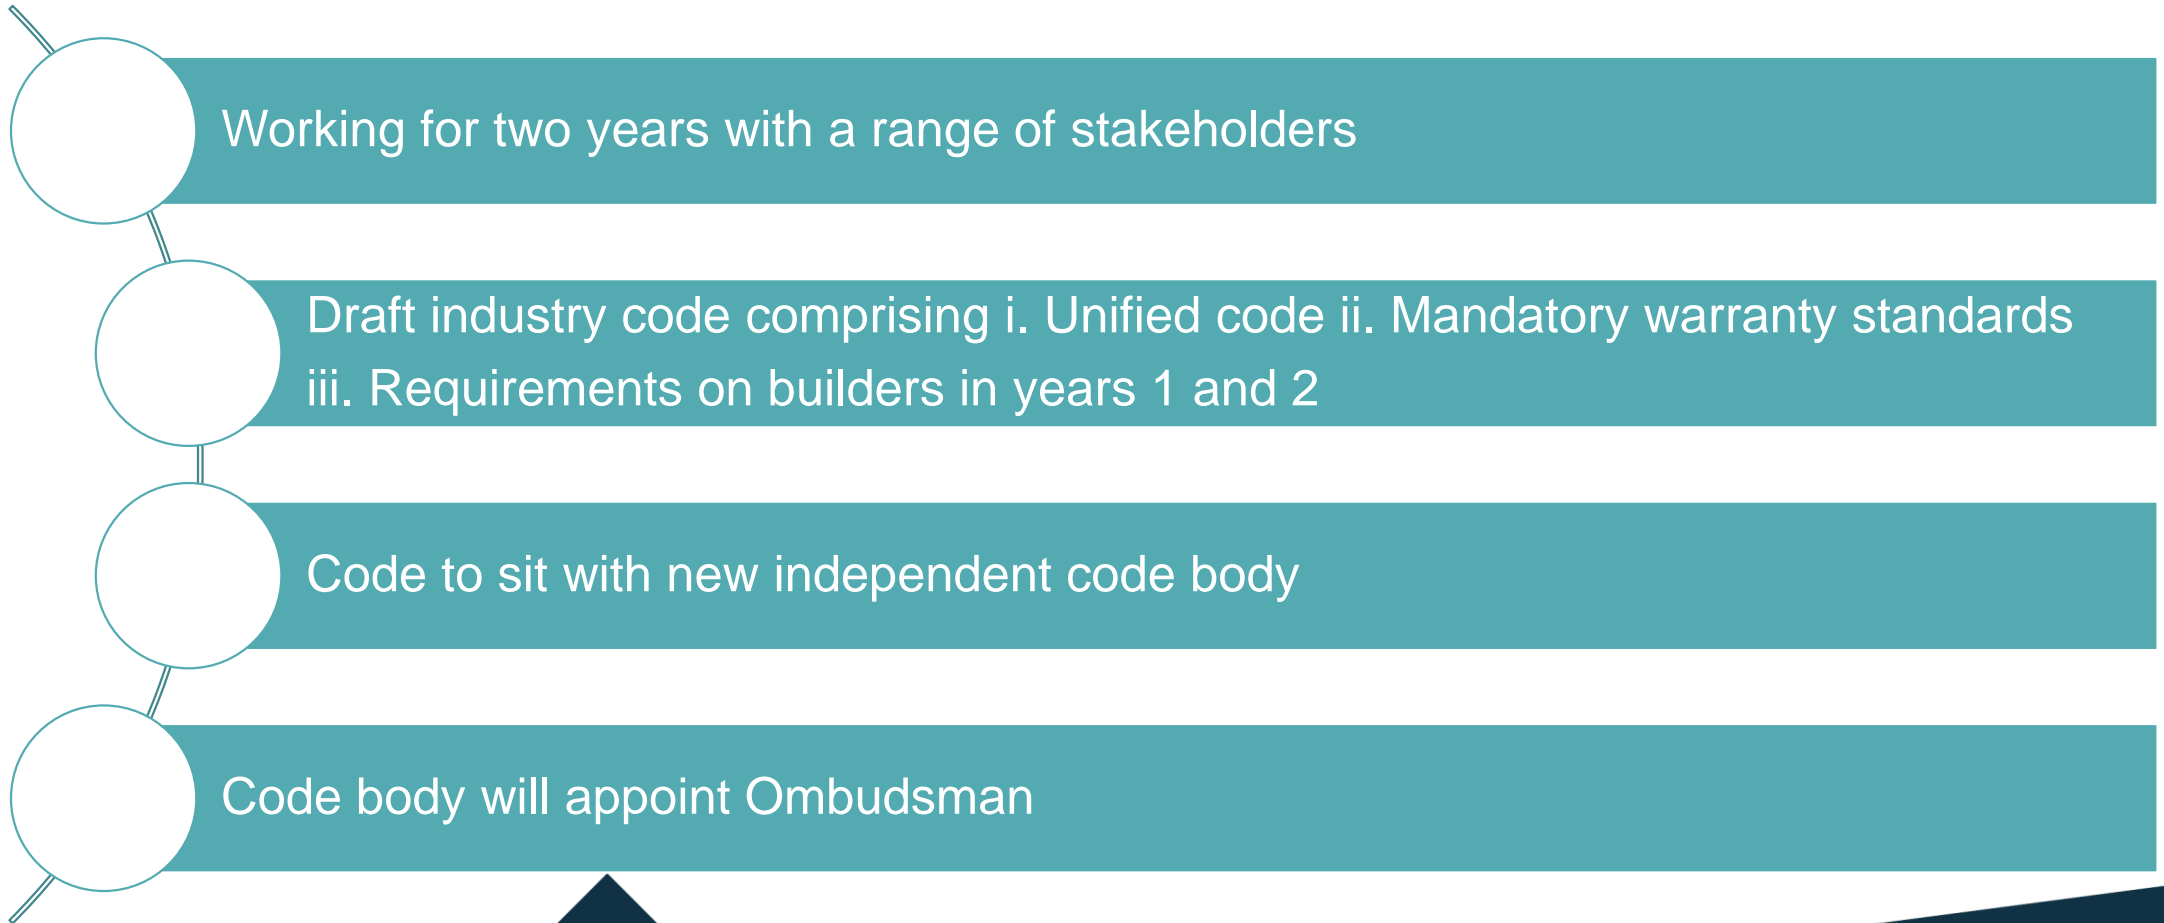 Working for two years with a range of stakeholders
Draft industry code comprising i. Unified code ii. Mandatory warranty standards
iii. Requirements on builders in years 1 and 2
Code to sit with new independent code body
Code body will appoint Ombudsman